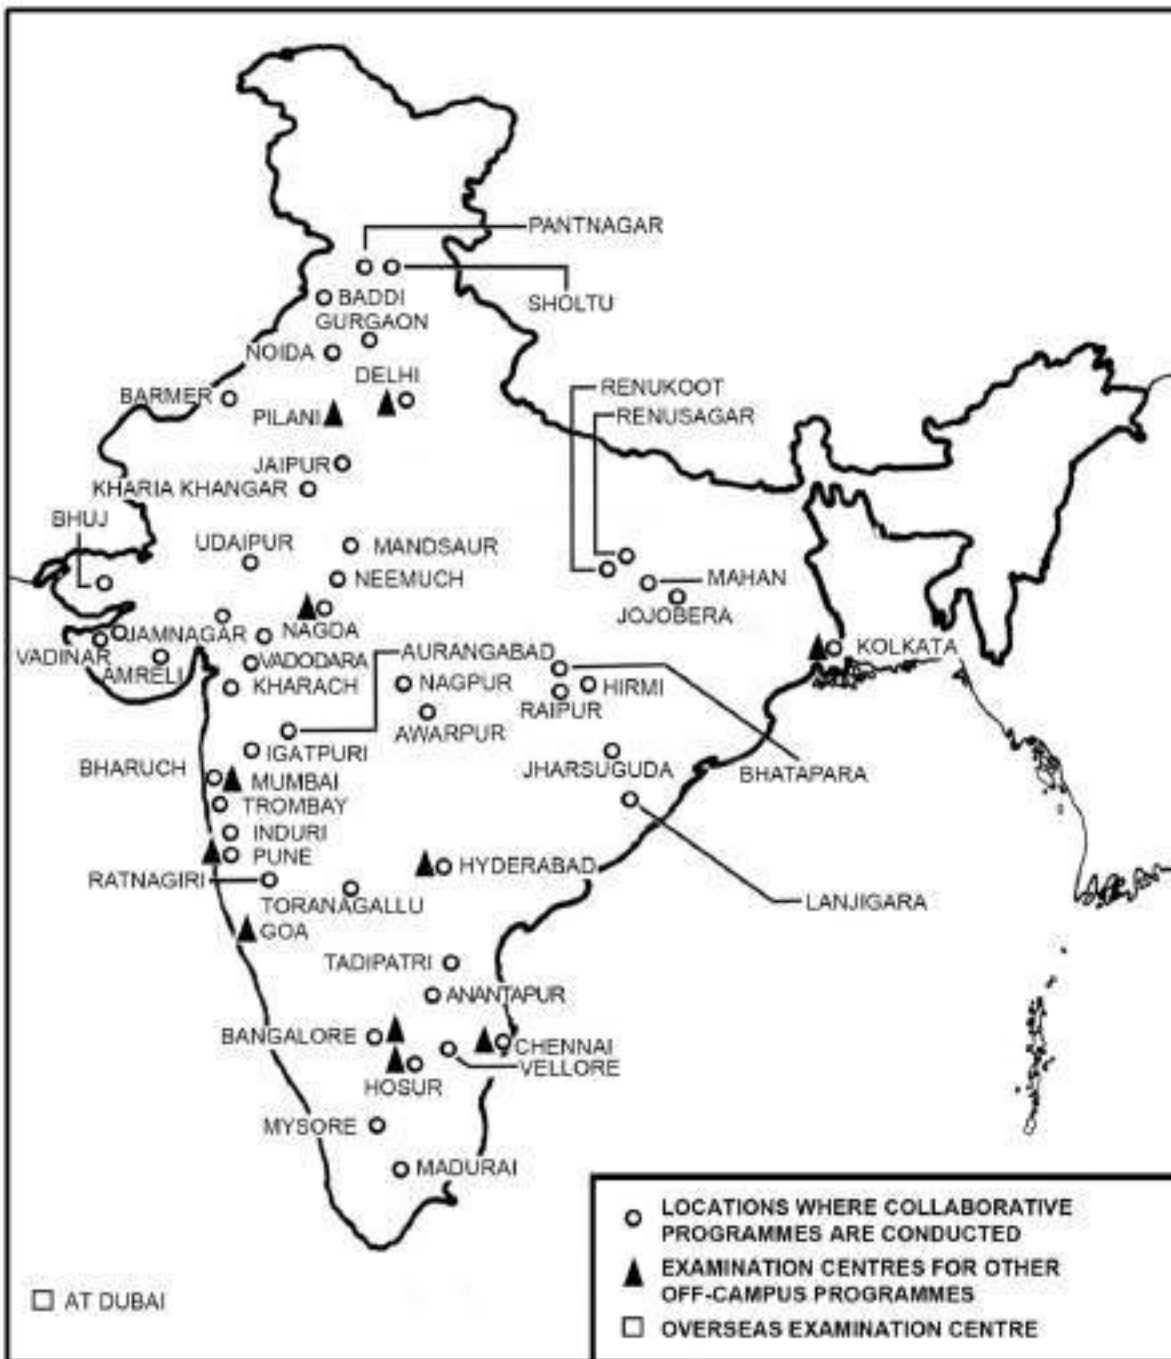 PANTNAGAR
SHOLTU
BADDI
GURGAON
NOIDA
DELHI
BARMER
PILANI
RENUKOOT
RENUSAGAR
JAIPUR
KHARIA KHANGAR
BHUJ
UDAIPUR
MANDSAUR
NEEMUCH
MAHAN
JOJOBERA
JAMNAGAR
NAGDA
KOLKATA
VADINAR
AMRELI
VADODARA
AURANGABAD
KHARACH
NAGPUR
HIRMI
RAIPUR
AWARPUR
IGATPURI
BHARUCH
MUMBAI
JHARSUGUDA
BHATAPARA
TROMBAY
INDURI
PUNE
HYDERABAD
RATNAGIRI
TORANAGALLU
LANJIGARA
GOA
TADIPATRI
ANANTAPUR
BANGALORE
CHENNAI
VELLORE
HOSUR
MYSORE
MADURAI
LOCATIONS WHERE COLLABORATIVE
PROGRAMMES ARE CONDUCTED
EXAMINATION CENTRES FOR OTHER
OFF-CAMPUS PROGRAMMES
OVERSEAS EXAMINATION CENTRE
AT DUBAI